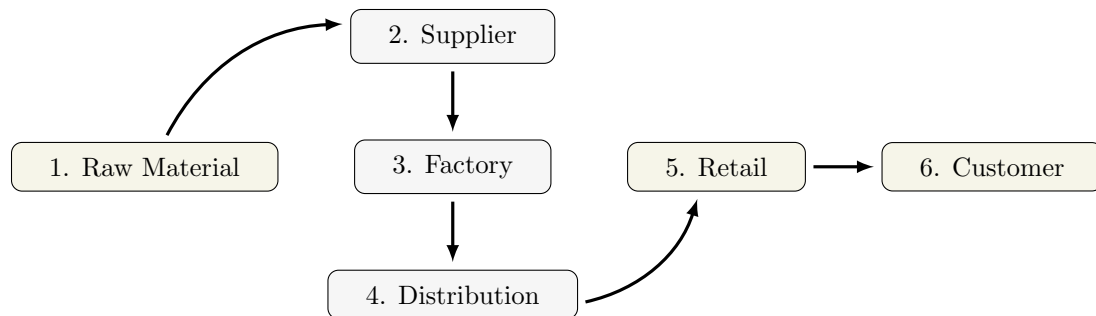 1. Raw Material
2. Supplier
3. Factory
4. Distribution
5. Retail
6. Customer